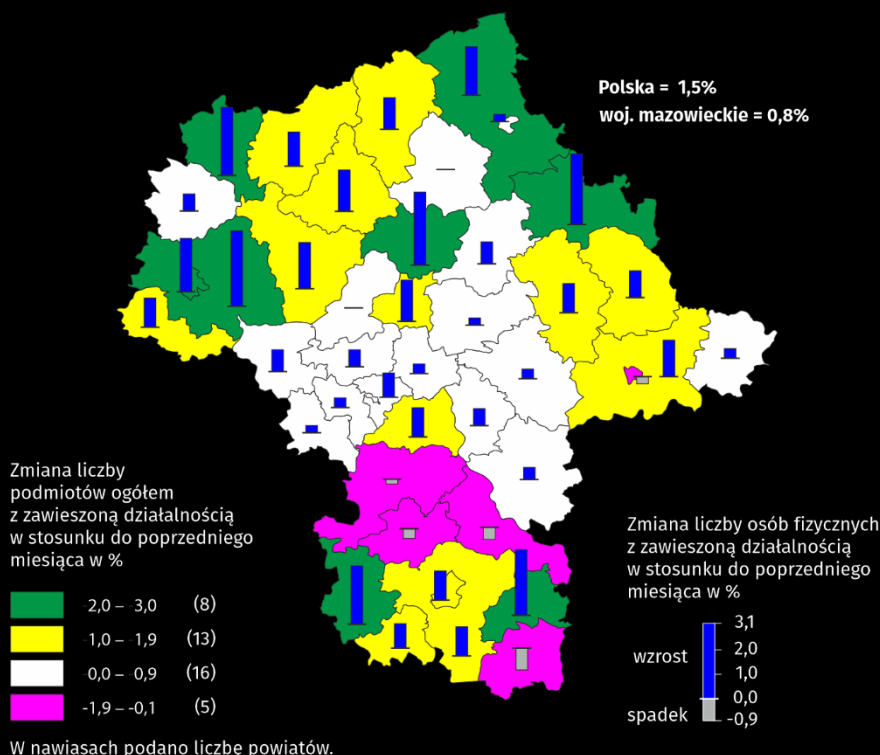 Polska = 1,5%
woj. mazowieckie = 0,8%
Zmiana liczby
podmiotów ogółem
z zawieszoną działalnością
w stosunku do poprzedniego
miesiąca w %
-2,0 – -3,0 (8)
-1,0 – -1,9 (13)
-0,0 – -0,9 (16)
-1,9 – -0,1 (5)
W nawiasach podano liczbę powiatów.
Zmiana liczby osób fizycznych
z zawieszoną działalnością
w stosunku do poprzedniego
miesiąca w %
3,1
2,0
wzrost
1,0
0,0
spadek
-0,9